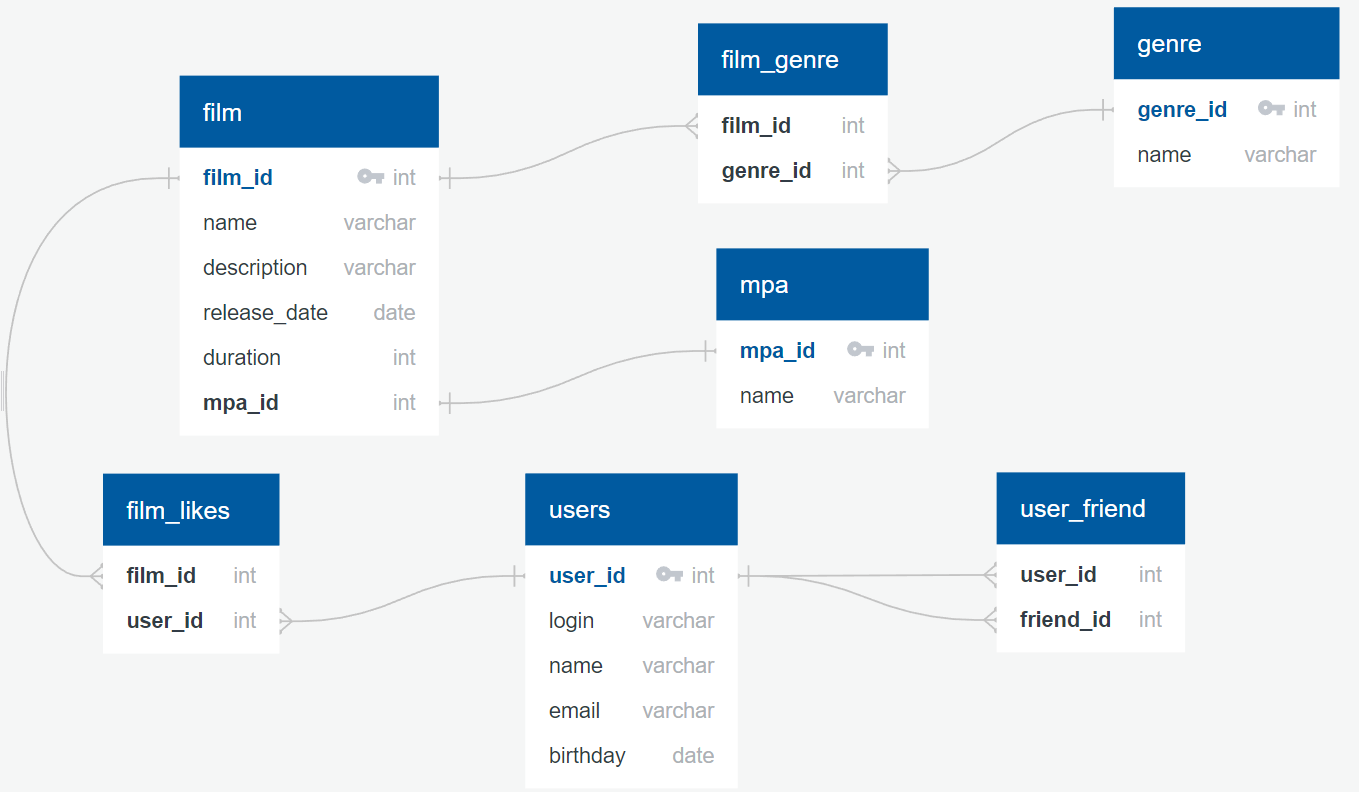 film
film_id int
name varchar
description varchar
release_date date
duration int
mpa_id int
film_genre
film_id int
genre_id int
genre
genre_id int
name varchar
mpa
mpa_id int
name varchar
film_likes
film_id int
user_id int
users
user_id int
login varchar
name varchar
email varchar
birthday date
user_friend
user_id int
friend_id int